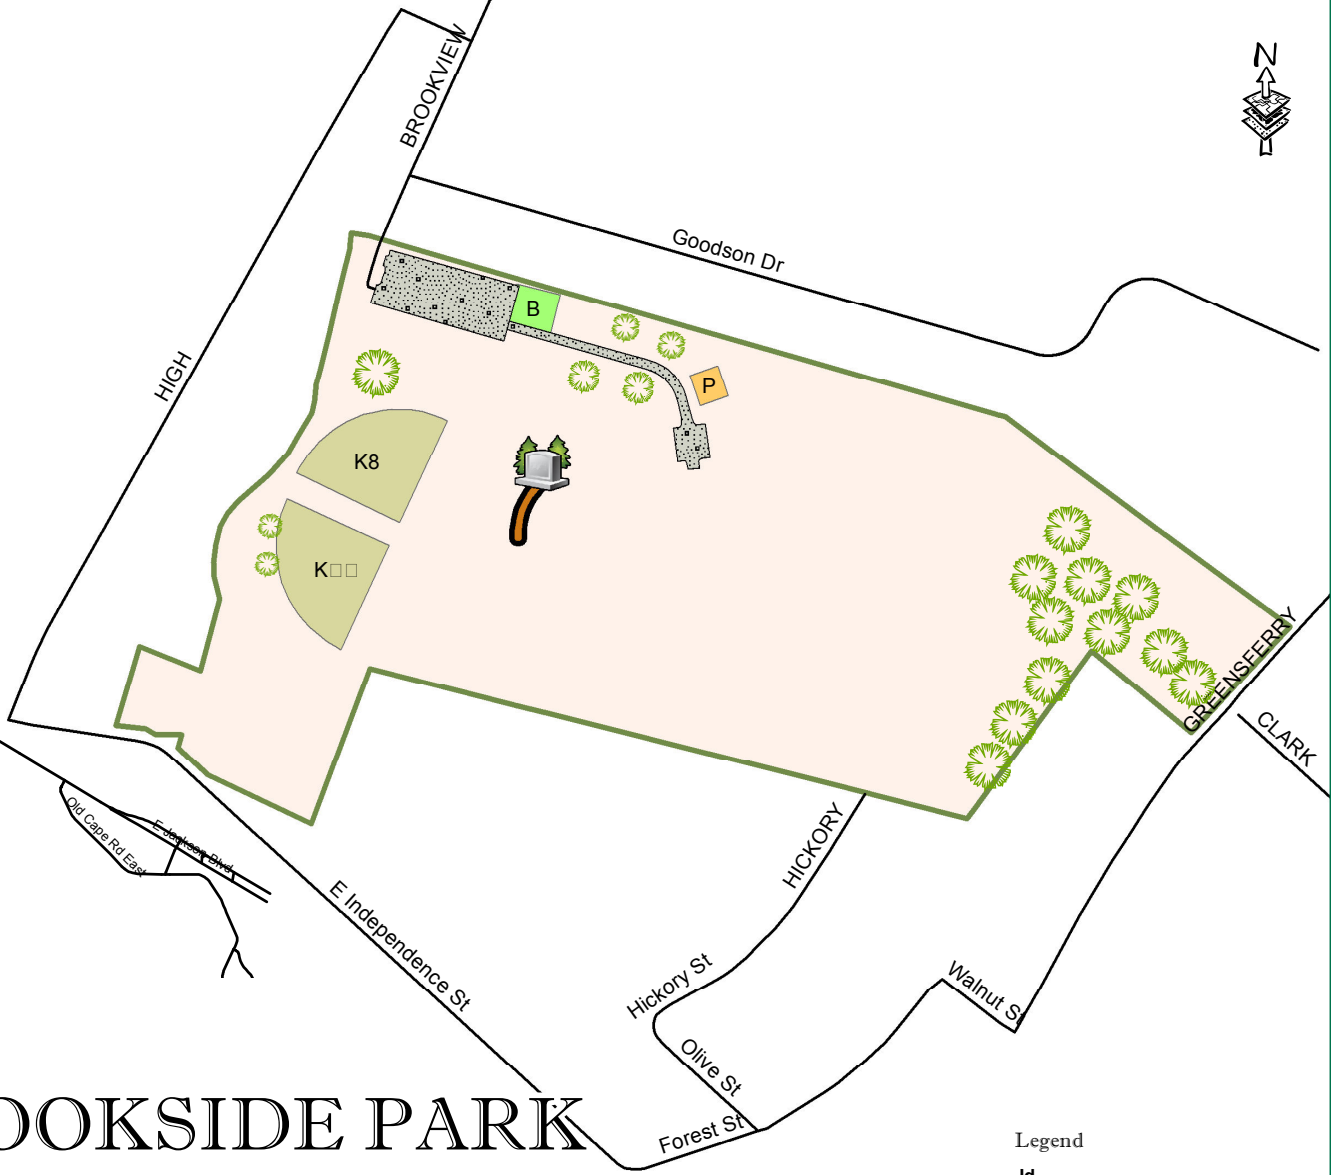 N
BROOKVIEW
Goodson Dr
HIGH
B
P
K8
K□□
GREENSFERRY
CLARK
Old Cape Rd East
E Jackson Blvd
HICKORY
E Independence St
Hickory St
Walnut St
Olive St
Forest St
OOKSIDE PARK
Legend